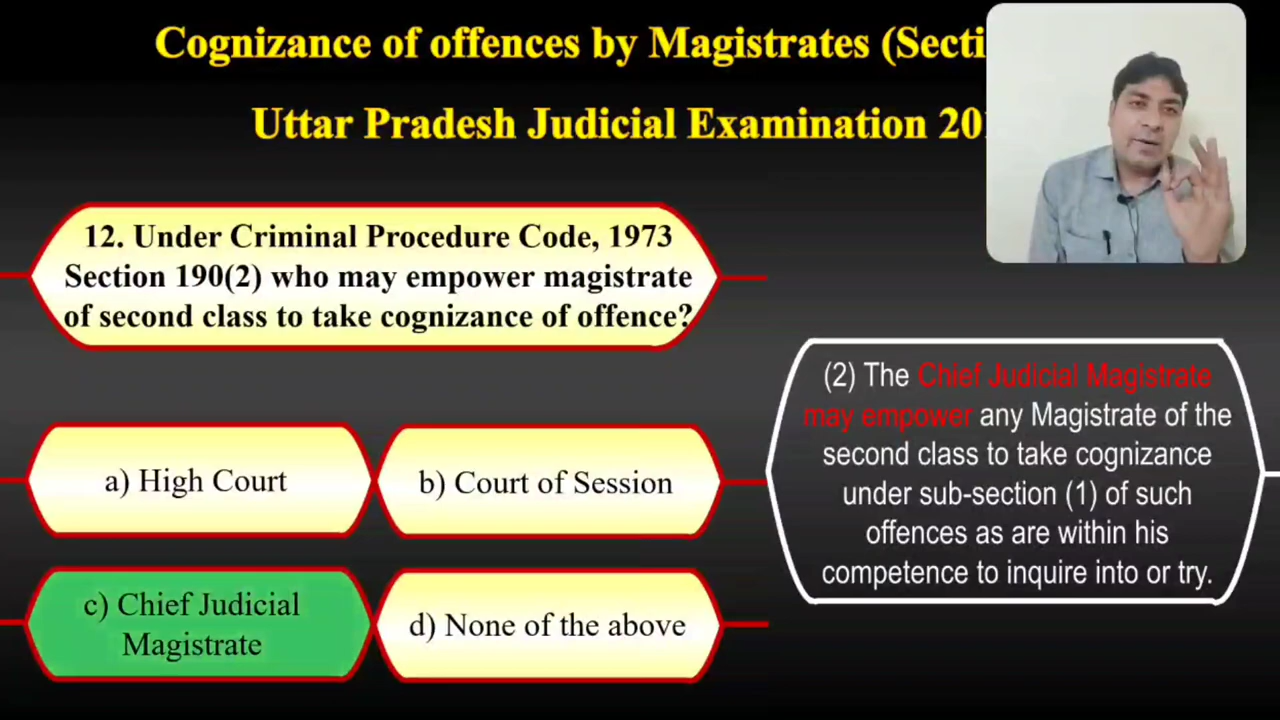 Cognizance of offences by Magistrates
Uttar Pradesh Judicial Examination
12. Under Criminal Procedure Code, 1973
Section 190(2) who may empower magistrate
of second class to take cognizance of offence?
(2) The Chief Judicial Magistrate
may empower any Magistrate of the
second class to take cognizance
under sub-section (1) of such
offences as are within his
competence to inquire into or try.
a) High Court
b) Court of Session
c) Chief Judicial
Magistrate
d) None of the above